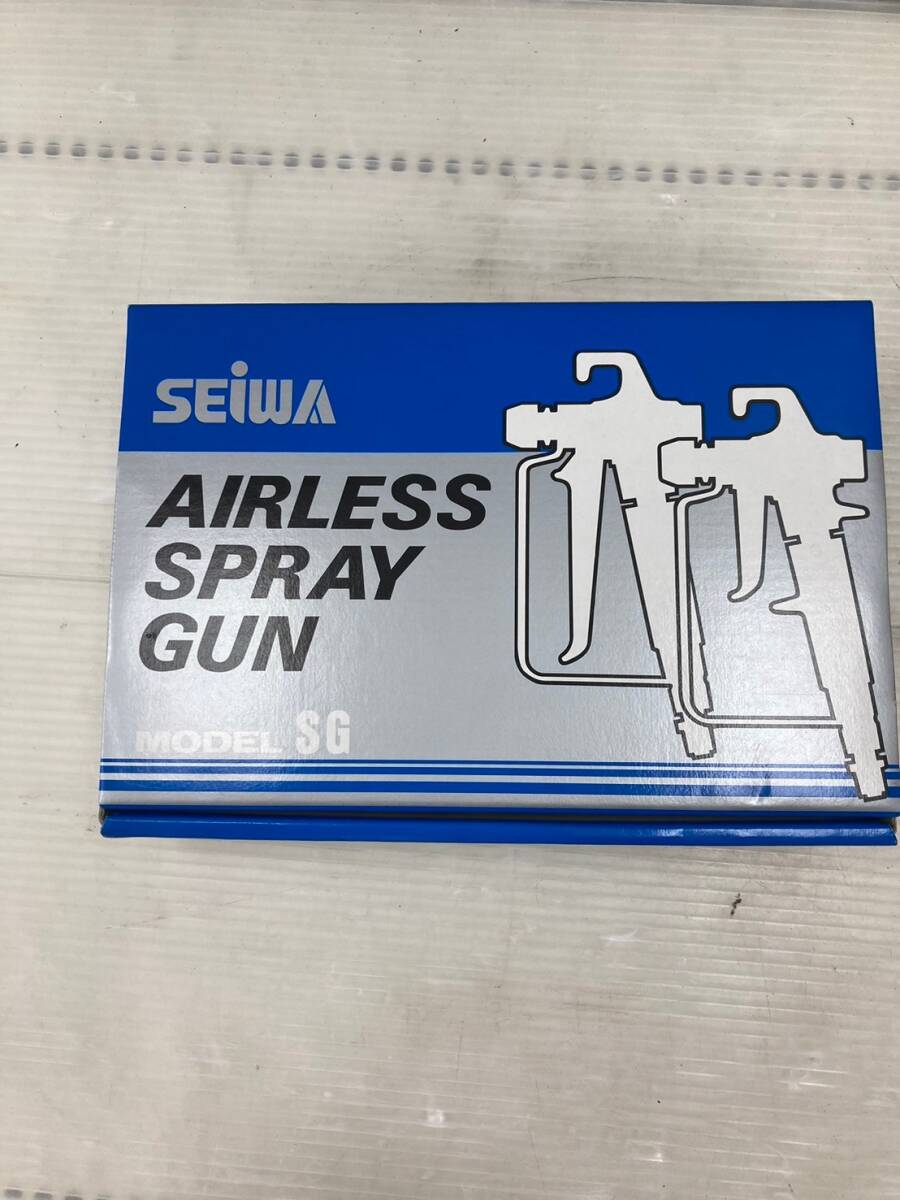 SEiWA
AIRLESS
SPRAY
GUN
MODEL SG